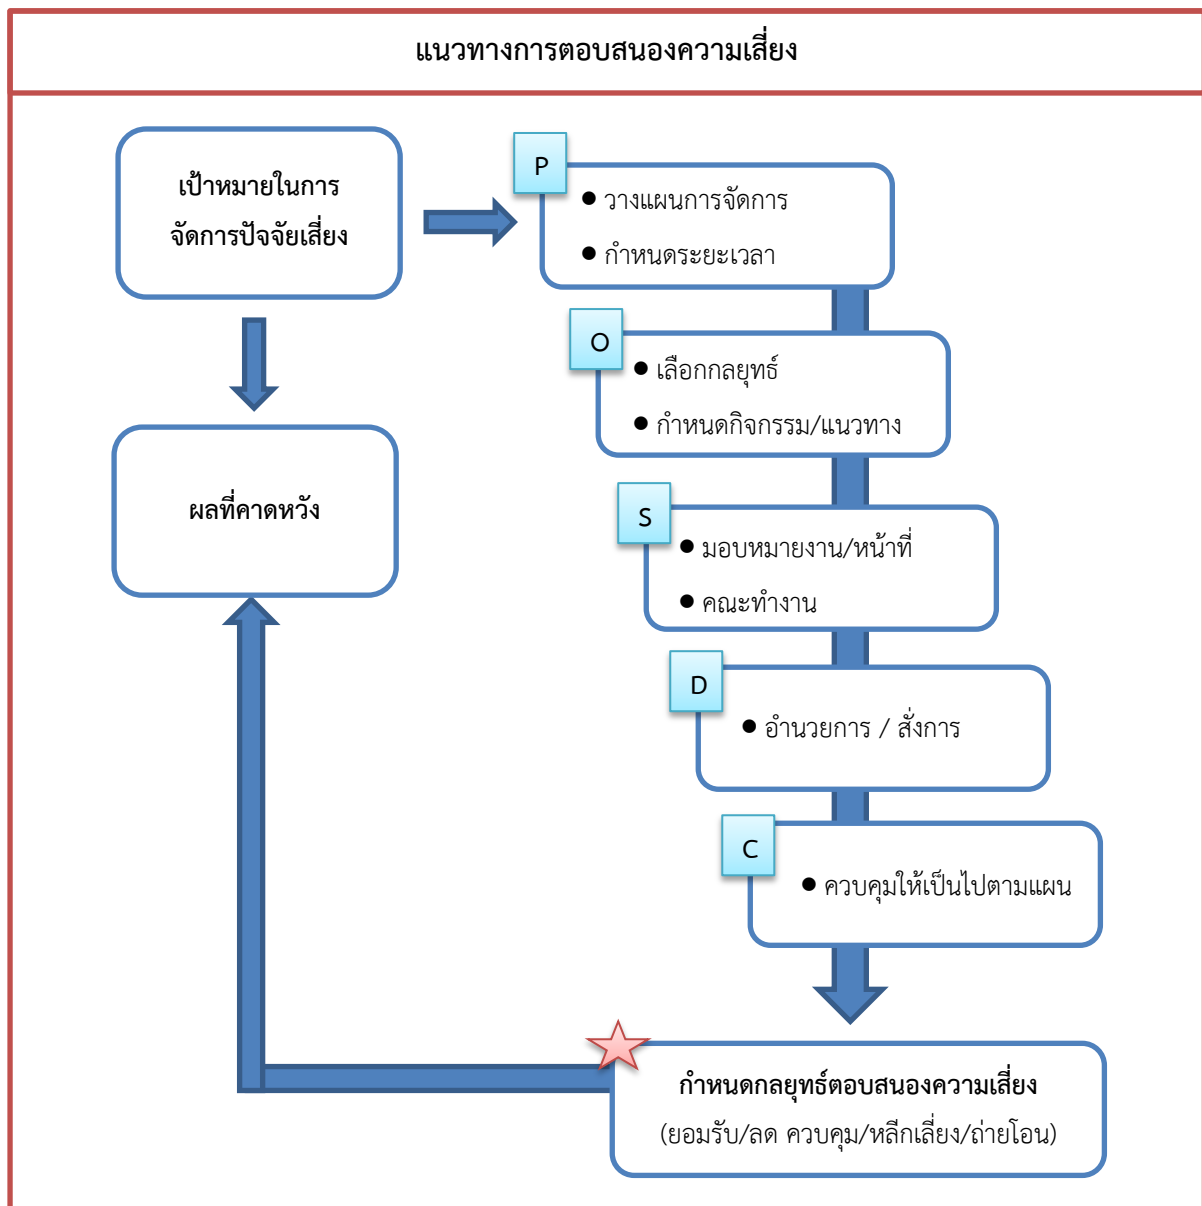 แนวทางการตอบสนองความเสี่ยง
เป้าหมายในการ
จัดการปัจจัยเสี่ยง
ผลที่คาดหวัง
P
● วางแผนการจัดการ
● กำหนดระยะเวลา
O
● เลือกกลยุทธ์
● กำหนดกิจกรรม/แนวทาง
S
● มอบหมายงาน/หน้าที่
● คณะทำงาน
D
● อำนวยการ / สั่งการ
C
● ควบคุมให้เป็นไปตามแผน
กำหนดกลยุทธ์ตอบสนองความเสี่ยง
(ยอมรับ/ลด ควบคุม/หลีกเลี่ยง/ถ่ายโอน)